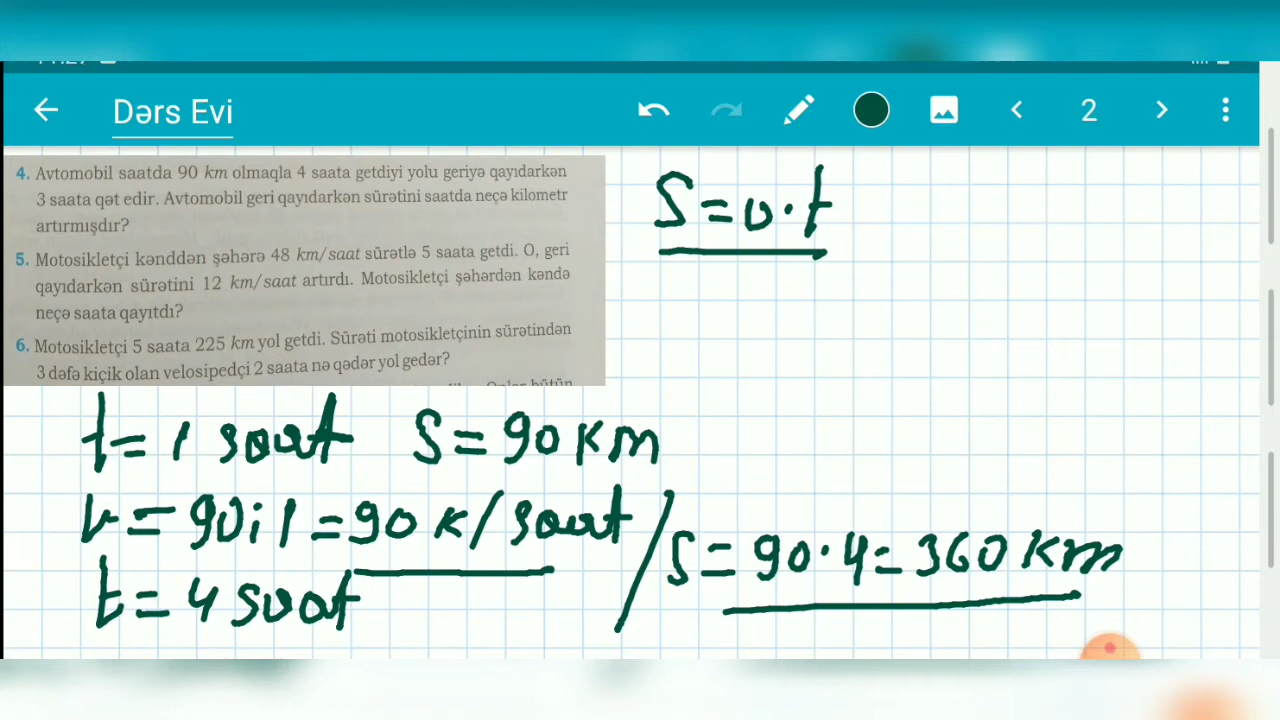 Dərs Evi
2
4. Avtomobil saatda 90 km olmaqla 4 saata getdiyi yolu geriyə qayıdarkən
3 saata qət edir. Avtomobil geri qayıdarkən sürətini saatda neçə kilometr
artırmışdır?
5. Motosikletçi kənddən şəhərə 48 km/saat sürətlə 5 saata getdi. O, geri
qayıdarkən sürətini 12 km/saat artırdı. Motosikletçi şəhərdən kəndə
neçə saata qayıtdı?
6. Motosikletçi 5 saata 225 km yol getdi. Sürəti motosikletçinin sürətindən
3 dəfə kiçik olan velosipedçi 2 saata nə qədər yol gedər?
S=v·t
t=1 saat S=90 km
v=90:1=90 k/saat
t=4 saat
S=90·4=360 km